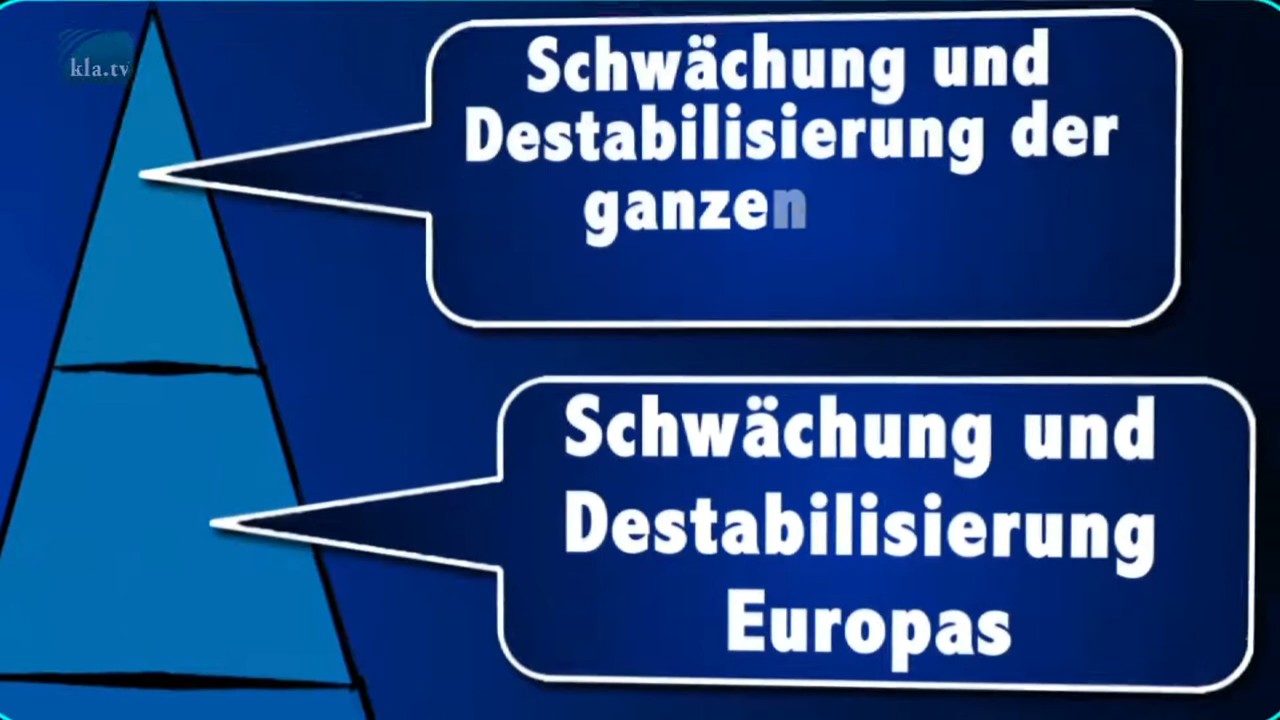 kla.tv
Schwächung und
Destabilisierung der
ganzen
Schwächung und
Destabilisierung
Europas